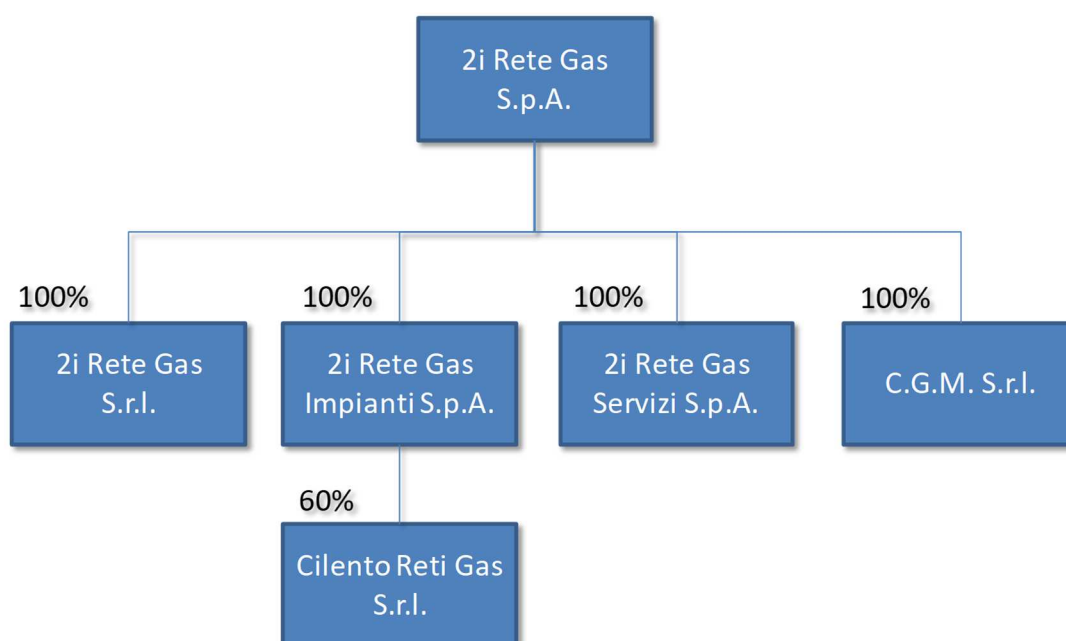 2i Rete Gas
S.p.A.
100%
100%
100%
100%
2i Rete Gas
S.r.l.
2i Rete Gas
Impianti S.p.A.
2i Rete Gas
Servizi S.p.A.
C.G.M. S.r.l.
60%
Cilento Reti Gas
S.r.l.